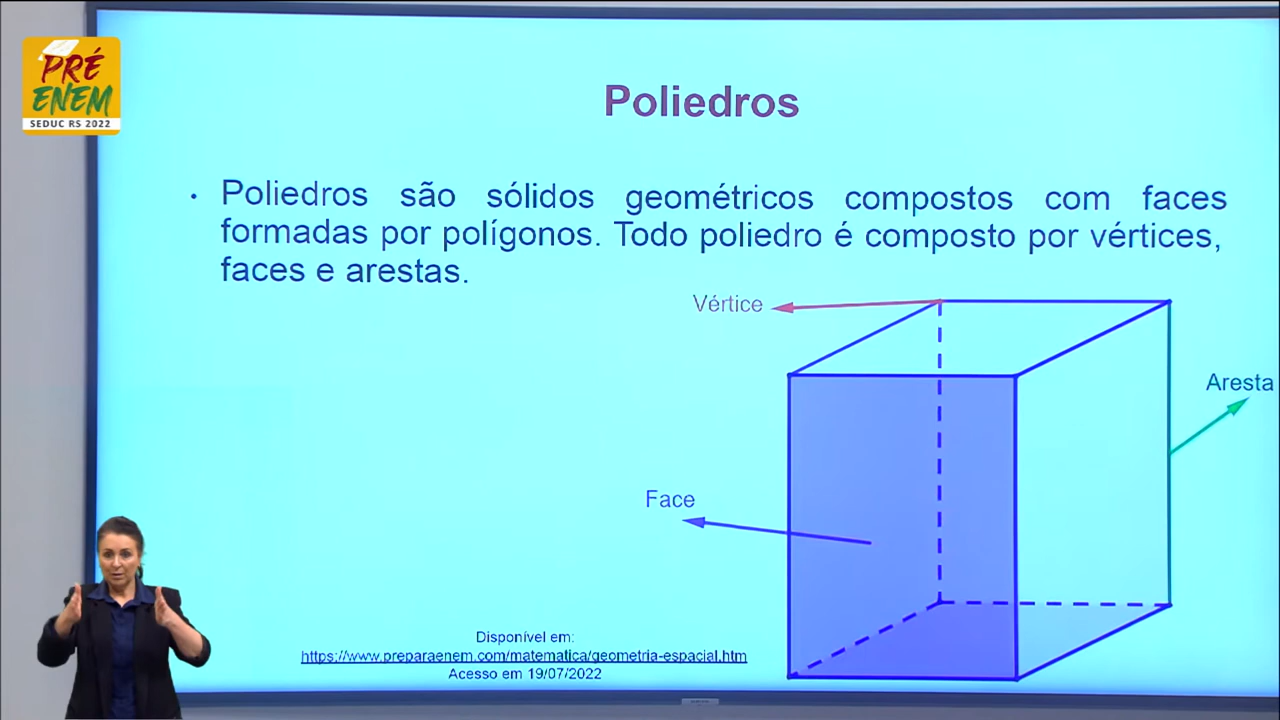 PRÉ
ENEM
SEDUC RS 2022
Poliedros
• Poliedros são sólidos geométricos compostos com faces
formadas por polígonos. Todo poliedro é composto por vértices,
faces e arestas.
Vértice
Aresta
Face
Disponível em:
https://www.preparaenem.com/matematica/geometria-espacial.htm
Acesso em 19/07/2022